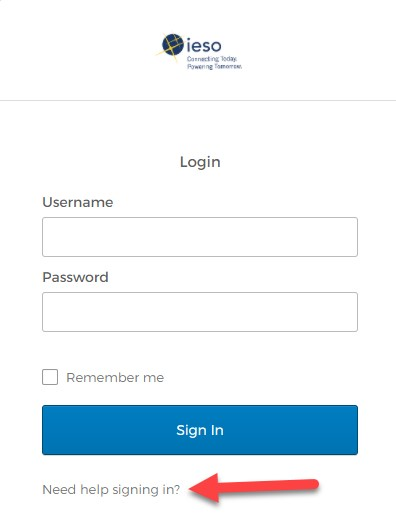 ieso
Connecting Today.
Powering Tomorrow.
Login
Username
Password
Remember me
Sign In
Need help signing in?